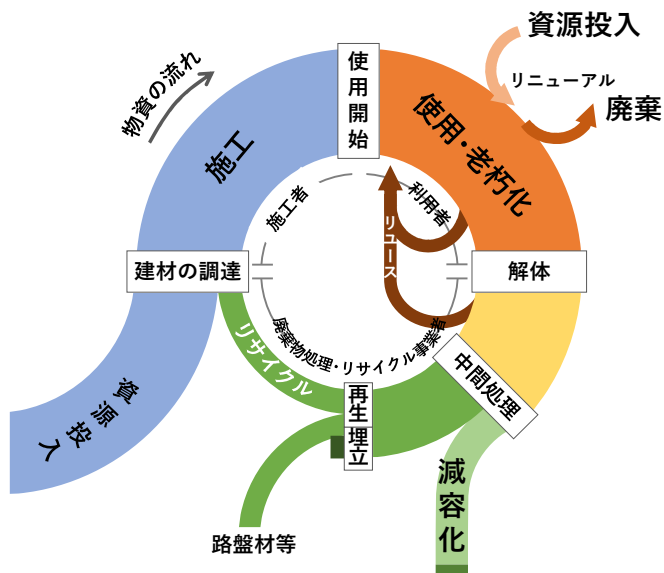 資源投入
リニューアル
廃棄
物資の流れ
使用開始
施工
使用・老朽化
施工者
利用者
リユース
建材の調達
解体
廃棄物処理・リサイクル事業者
リサイクル
中間処理
資源投入
再生
埋立
減容化
路盤材等